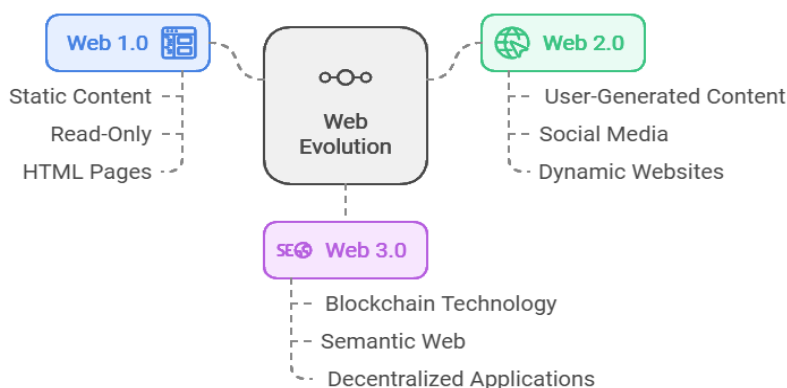 Web 1.0
Static Content
Read-Only
HTML Pages
Web
Evolution
Web 2.0
User-Generated Content
Social Media
Dynamic Websites
SEO
Web 3.0
Blockchain Technology
Semantic Web
Decentralized Applications